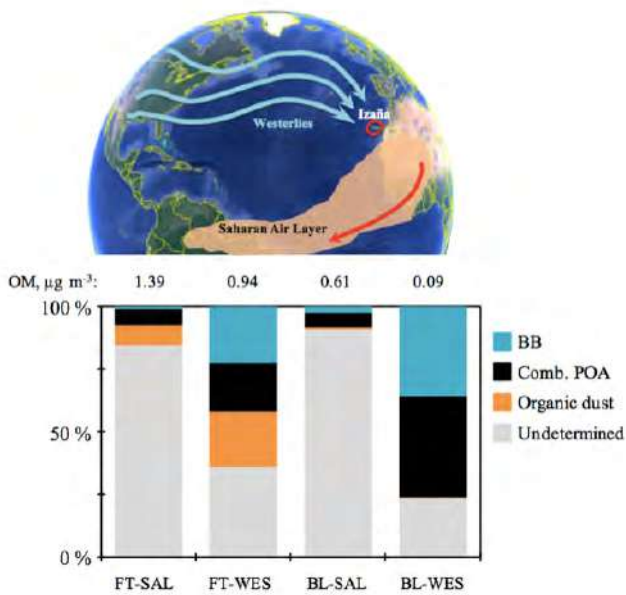 Izaña
Westerlies
Saharan Air Layer
OM, µg m⁻³: 1.39 0.94 0.61 0.09
100 %
BB
Comb. POA
Organic dust
50 %
Undetermined
0 %
FT-SAL FT-WES BL-SAL BL-WES